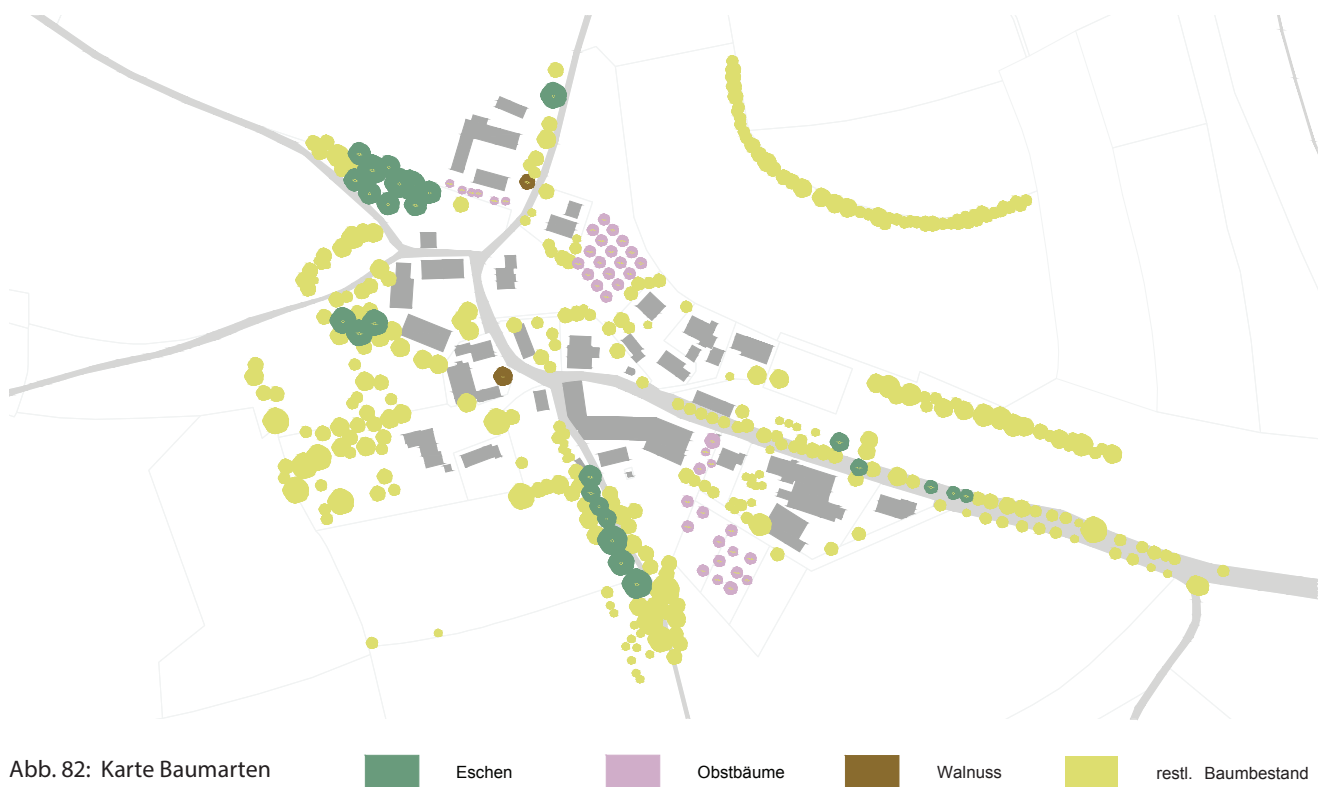 Abb. 82: Karte Baumarten
Eschen
Obstbäume
Walnuss
restl. Baumbestand